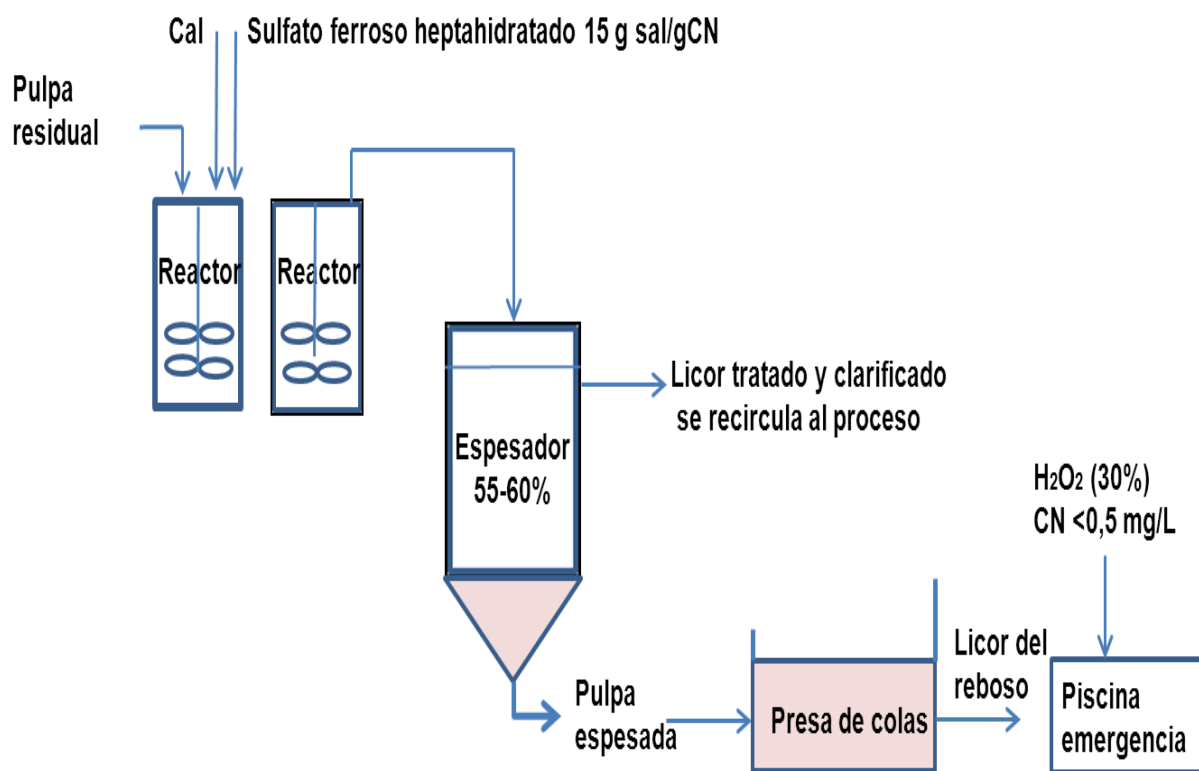 Cal
Sulfato ferroso heptahidratado 15 g sal/gCN
Pulpa
residual
Reactor
Reactor
Espesador
55-60%
Licor tratado y clarificado
se recircula al proceso
H₂O₂ (30%)
CN <0,5 mg/L
Pulpa
espesada
Presa de colas
Licor del
reboso
Piscina
emergencia